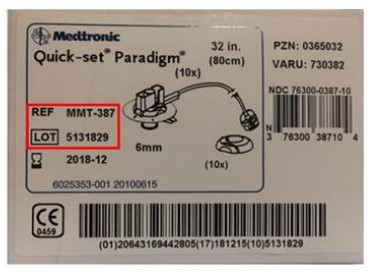 Medtronic
Quick-set® Paradigm®
(10x)
32 in.
(80cm)
PZN: 0365032
VARU: 730382
NDC 76300-0387-10
REF MMT-387
LOT 5131829
2018-12
6mm
(10x)
N
3 76300 38710 4
6025353-001 20100615
CE
0459
(01)20643169442805(17)181215(10)5131829